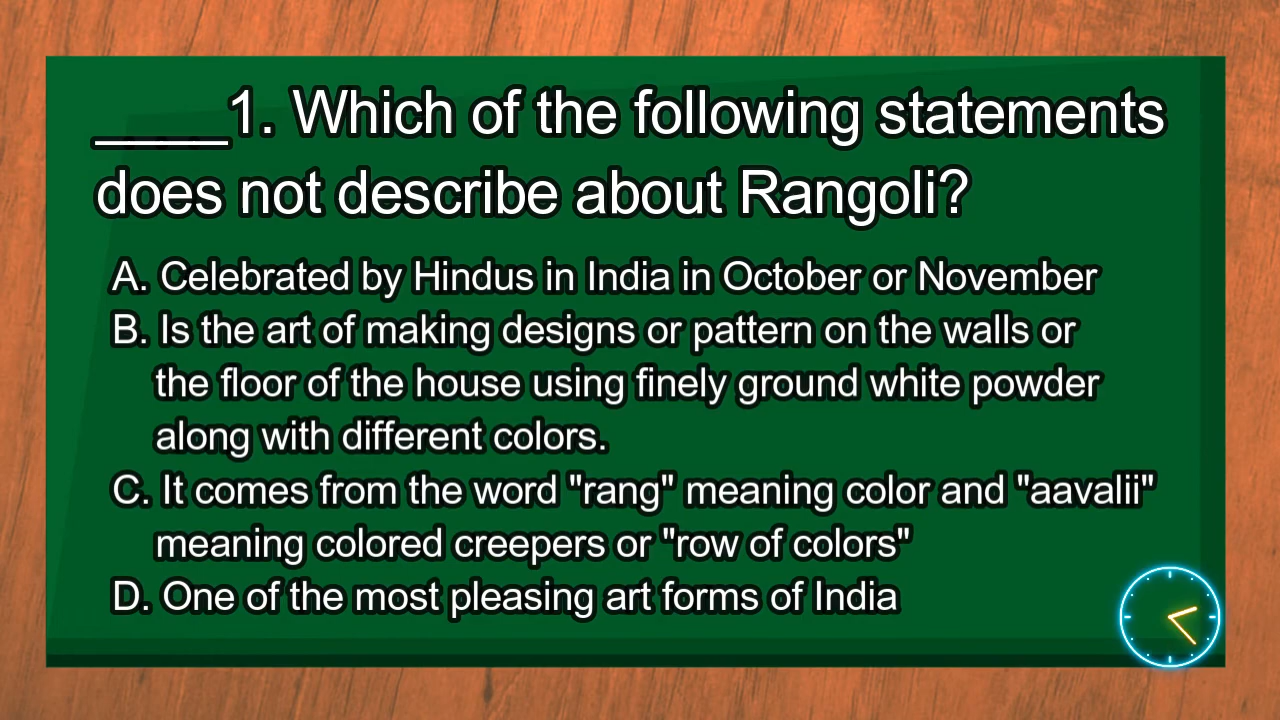 ____1. Which of the following statements
does not describe about Rangoli?
A. Celebrated by Hindus in India in October or November
B. Is the art of making designs or pattern on the walls or
the floor of the house using finely ground white powder
along with different colors.
C. It comes from the word "rang" meaning color and "aavalii"
meaning colored creepers or "row of colors"
D. One of the most pleasing art forms of India